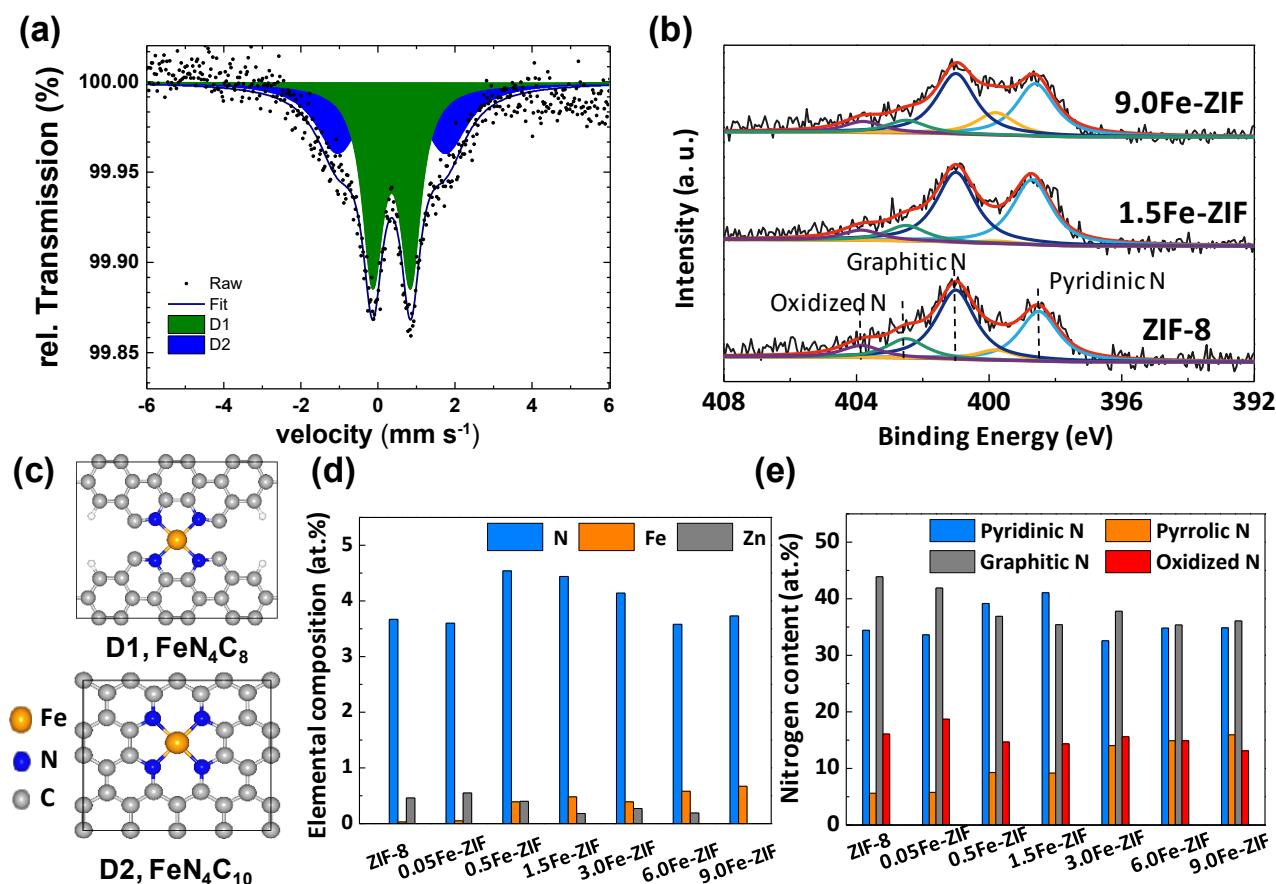 (a)
rel. Transmission (%)
100.00
99.95
99.90
99.85
Raw
Fit
D1
D2
-6 -4 -2 0 2 4 6
velocity (mm s⁻¹)
(b)
Intensity (a. u.)
9.0Fe-ZIF
1.5Fe-ZIF
Graphitic N
Oxidized N
Pyridinic N
ZIF-8
408 404 400 396 392
Binding Energy (eV)
(c)
D1, FeN₄C₈
Fe
N
C
D2, FeN₄C₁₀
(d)
Elemental composition (at.%)
N Fe Zn
5
4
3
2
1
0
ZIF-8 0.05Fe-ZIF 0.5Fe-ZIF 1.5Fe-ZIF 3.0Fe-ZIF 6.0Fe-ZIF 9.0Fe-ZIF
(e)
Nitrogen content (at.%)
Pyridinic N Pyrrolic N
Graphitic N Oxidized N
50
40
30
20
10
0
ZIF-8 0.05Fe-ZIF 0.5Fe-ZIF 1.5Fe-ZIF 3.0Fe-ZIF 6.0Fe-ZIF 9.0Fe-ZIF